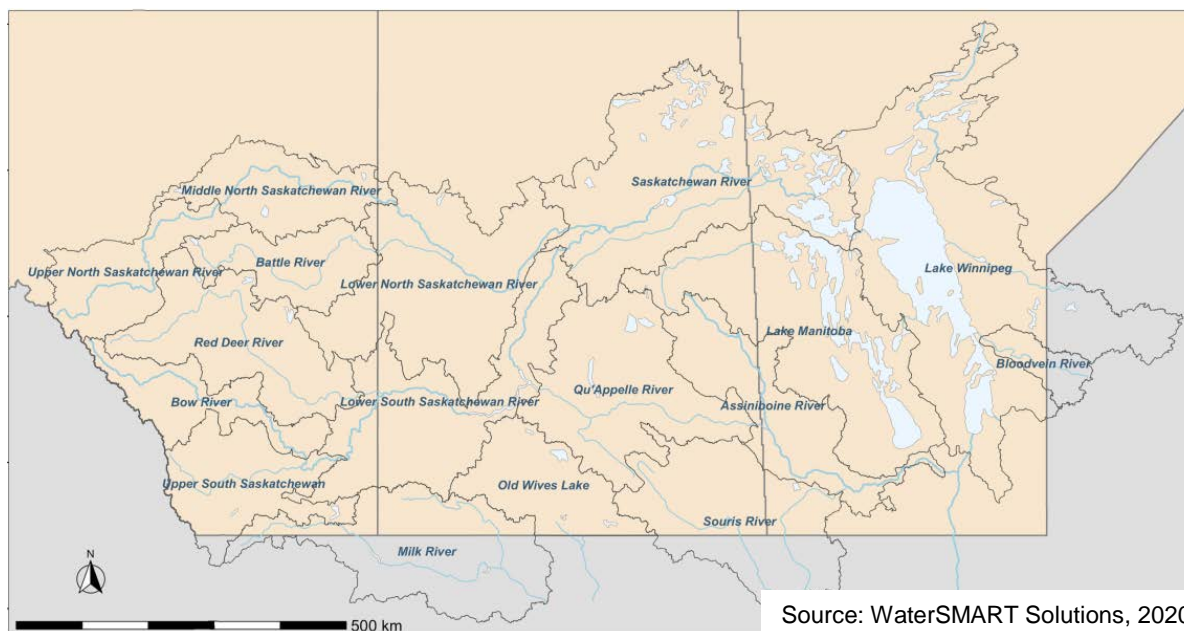 Middle North Saskatchewan River
Saskatchewan River
Upper North Saskatchewan River
Battle River
Lower North Saskatchewan River
Lake Winnipeg
Red Deer River
Lake Manitoba
Bloodvein River
Bow River
Lower South Saskatchewan River
Qu'Appelle River
Assiniboine River
Upper South Saskatchewan
Old Wives Lake
Souris River
Milk River
N
500 km
Source: WaterSMART Solutions, 2020